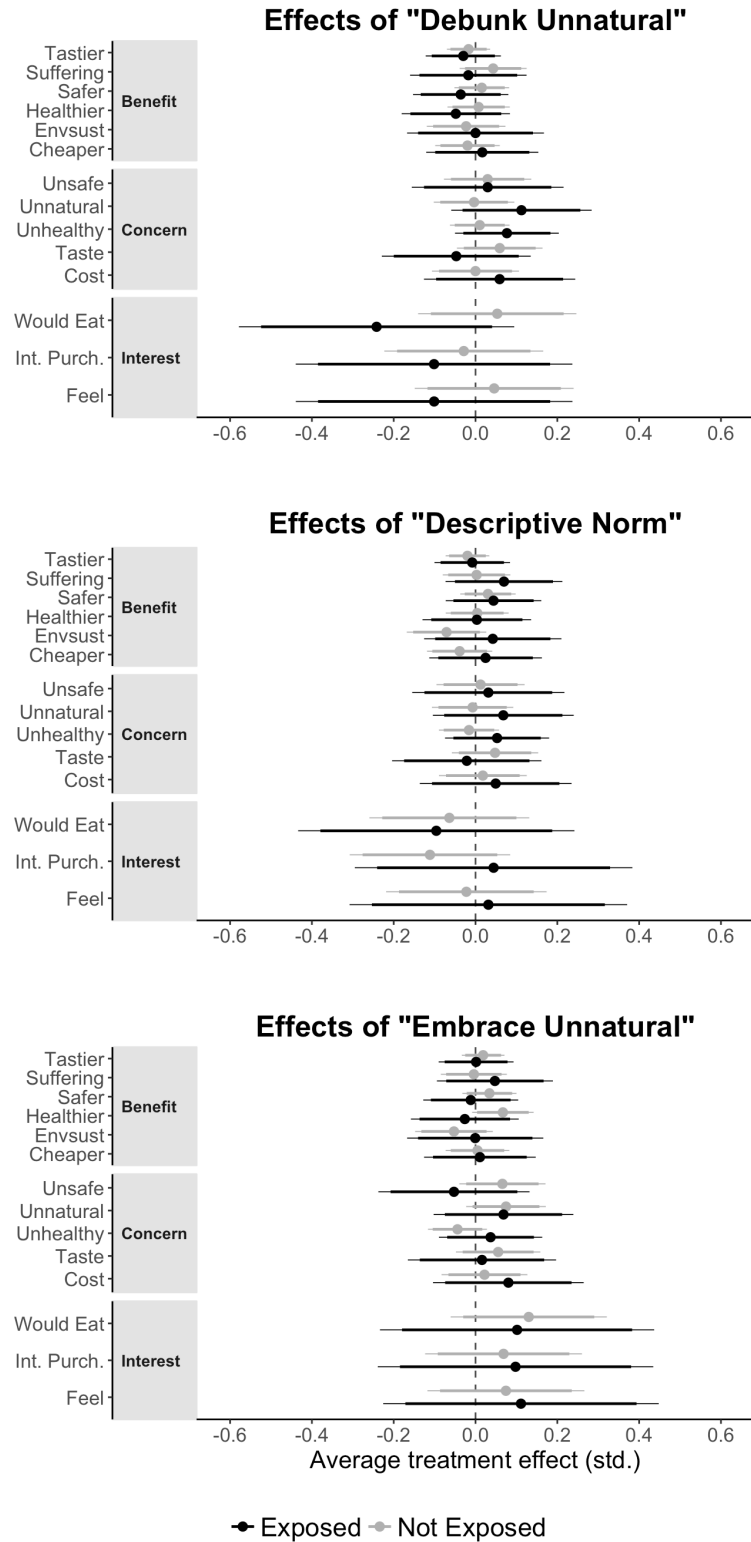 Effects of "Debunk Unnatural"
Tastier
Suffering
Safer
Healthier
Envsust
Cheaper
Benefit
Unsafe
Unnatural
Unhealthy
Taste
Cost
Concern
Would Eat
Int. Purch.
Feel
Interest
-0.6 -0.4 -0.2 0.0 0.2 0.4 0.6
Effects of "Descriptive Norm"
Tastier
Suffering
Safer
Healthier
Envsust
Cheaper
Benefit
Unsafe
Unnatural
Unhealthy
Taste
Cost
Concern
Would Eat
Int. Purch.
Feel
Interest
-0.6 -0.4 -0.2 0.0 0.2 0.4 0.6
Effects of "Embrace Unnatural"
Tastier
Suffering
Safer
Healthier
Envsust
Cheaper
Benefit
Unsafe
Unnatural
Unhealthy
Taste
Cost
Concern
Would Eat
Int. Purch.
Feel
Interest
-0.6 -0.4 -0.2 0.0 0.2 0.4 0.6
Average treatment effect (std.)
Exposed Not Exposed